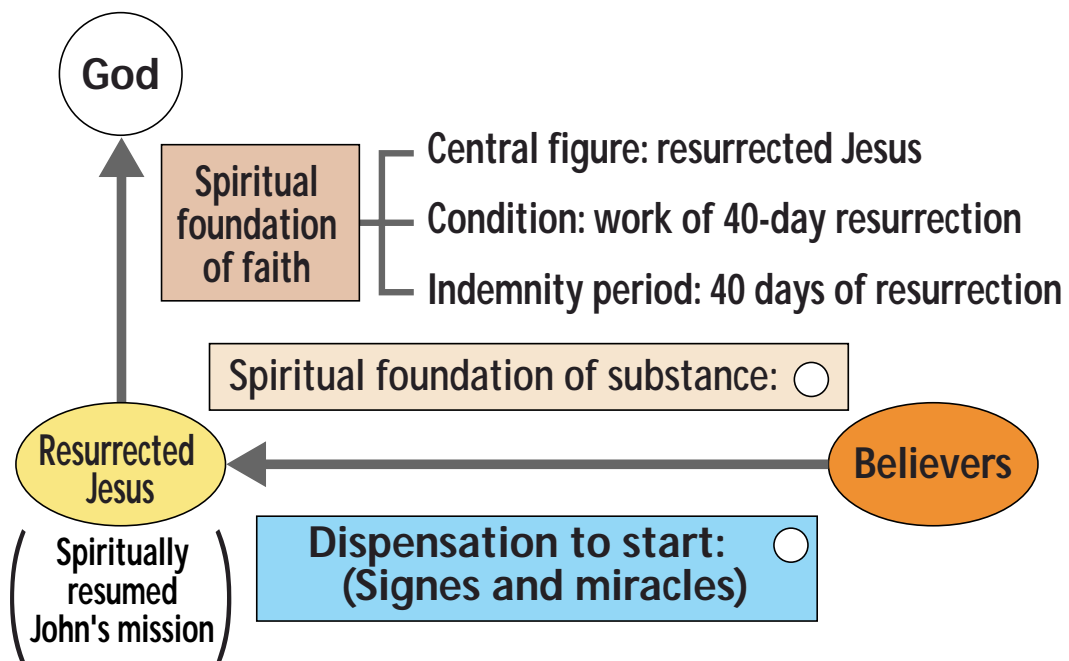 God
Spiritual
foundation
of faith
Central figure: resurrected Jesus
Condition: work of 40-day resurrection
Indemnity period: 40 days of resurrection
Spiritual foundation of substance:
Resurrected
Jesus
Believers
(Spiritually
resumed
John's mission)
Dispensation to start:
(Signes and miracles)